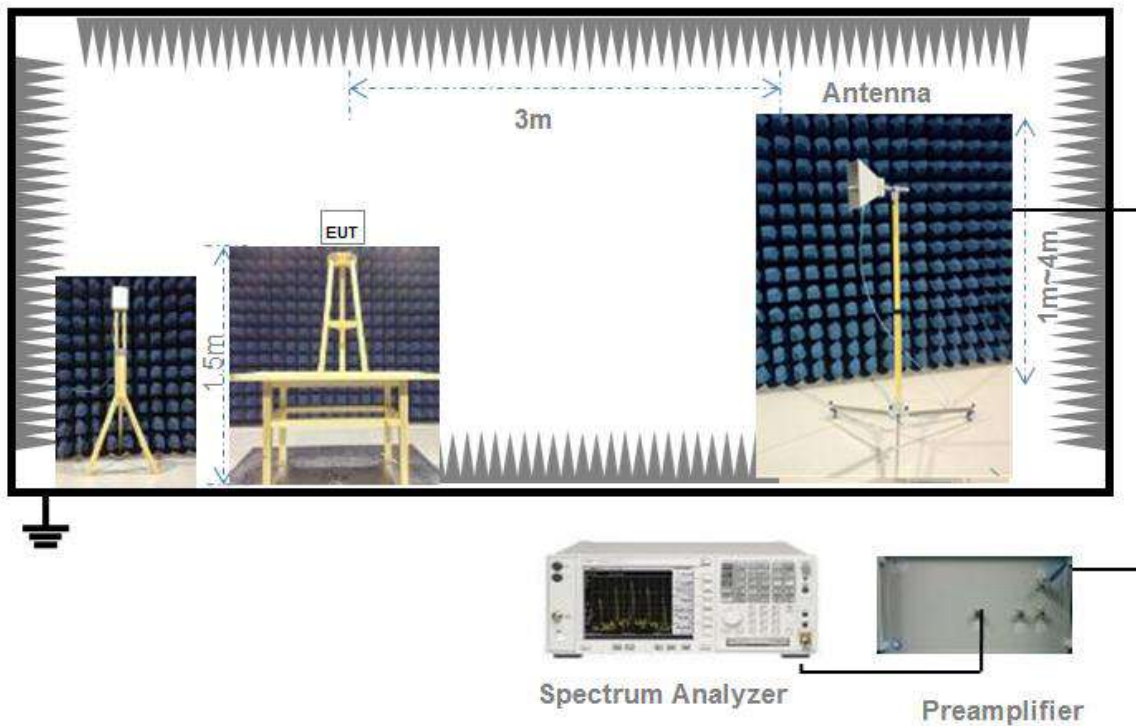 Antenna
3m
EUT
1.5m
1m~4m
Spectrum Analyzer
Preamplifier